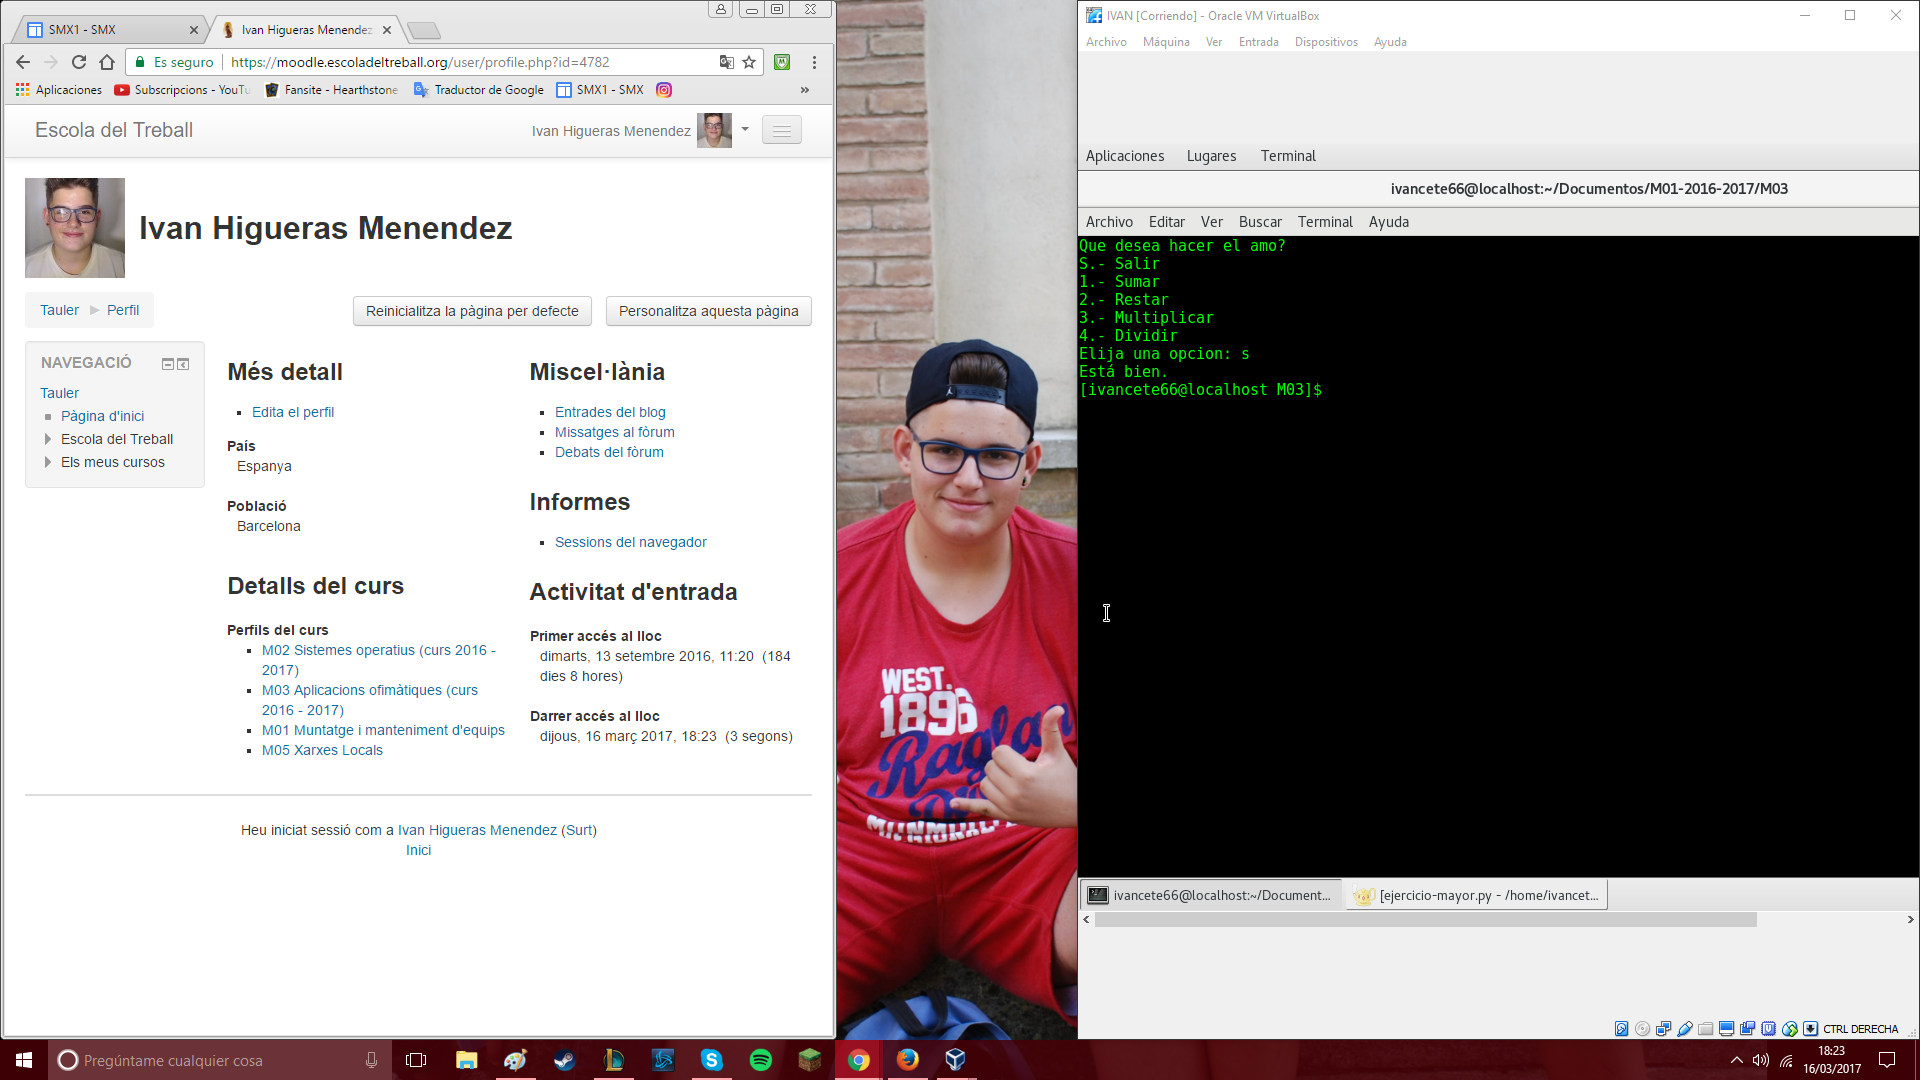 SMX1 - SMX
Ivan Higueras Menendez
Es seguro
https://moodle.escoladeltreball.org/user/profile.php?id=4782
Aplicaciones
Subscripcions - YouTu
Fansite - Hearthstone
Traductor de Google
SMX1 - SMX
»
Escola del Treball
Ivan Higueras Menendez
Ivan Higueras Menendez
Tauler
Perfil
Reinicialitza la pàgina per defecte
Personalitza aquesta pàgina
NAVEGACIÓ
Tauler
Pàgina d'inici
Escola del Treball
Els meus cursos
Més detall
Edita el perfil
País
Espanya
Població
Barcelona
Detalls del curs
Perfils del curs
M02 Sistemes operatius (curs 2016 -
2017)
M03 Aplicacions ofimàtiques (curs
2016 - 2017)
M01 Muntatge i manteniment d'equips
M05 Xarxes Locals
Miscel·lània
Entrades del blog
Missatges al fòrum
Debats del fòrum
Informes
Sessions del navegador
Activitat d'entrada
Primer accés al lloc
dimarts, 13 setembre 2016, 11:20 (184
dies 8 hores)
Darrer accés al lloc
dijous, 16 març 2017, 18:23 (3 segons)
Heu iniciat sessió com a Ivan Higueras Menendez (Surt)
Inici
WEST.
1896
Raglan
IVAN [Corriendo] - Oracle VM VirtualBox
Archivo Máquina Ver Entrada Dispositivos Ayuda
Aplicaciones Lugares Terminal
ivancete66@localhost:~/Documentos/M01-2016-2017/M03
Archivo Editar Ver Buscar Terminal Ayuda
Que desea hacer el amo?
S.- Salir
1.- Sumar
2.- Restar
3.- Multiplicar
4.- Dividir
Elija una opcion: s
Está bien.
[ivancete66@localhost M03]$
ivancete66@localhost:~/Document...
[ejercicio-mayor.py - /home/ivancet...
CTRL DERECHA
Pregúntame cualquier cosa
18:23
16/03/2017